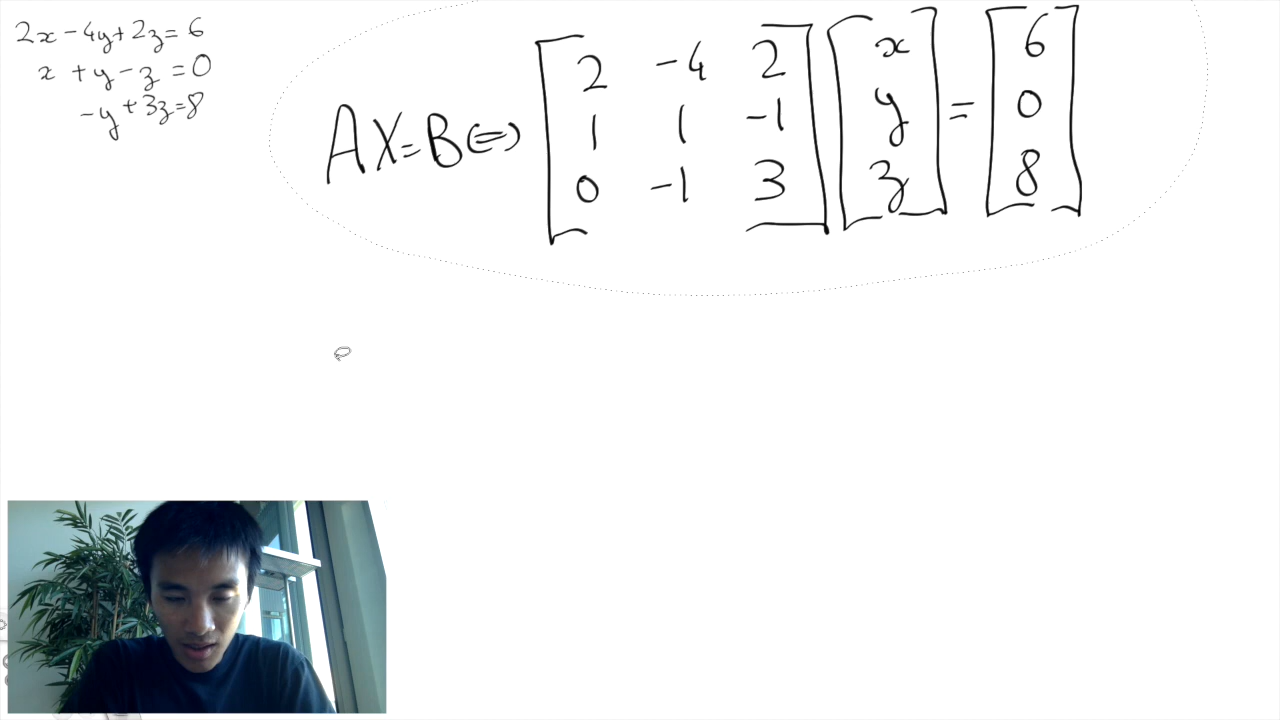 2x - 4y + 2z = 6
x + y - z = 0
-y + 3z = 8
AX = B ⇔ [2 -4 2; 1 1 -1; 0 -1 3] [x; y; z] = [6; 0; 8]